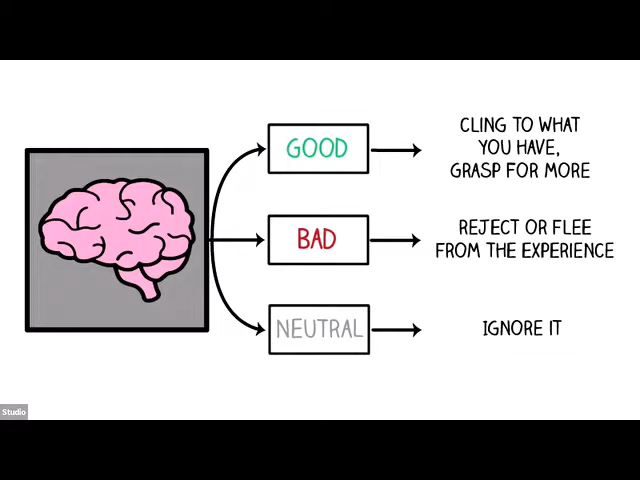 GOOD
CLING TO WHAT
YOU HAVE,
GRASP FOR MORE
BAD
REJECT OR FLEE
FROM THE EXPERIENCE
NEUTRAL
IGNORE IT
Studio